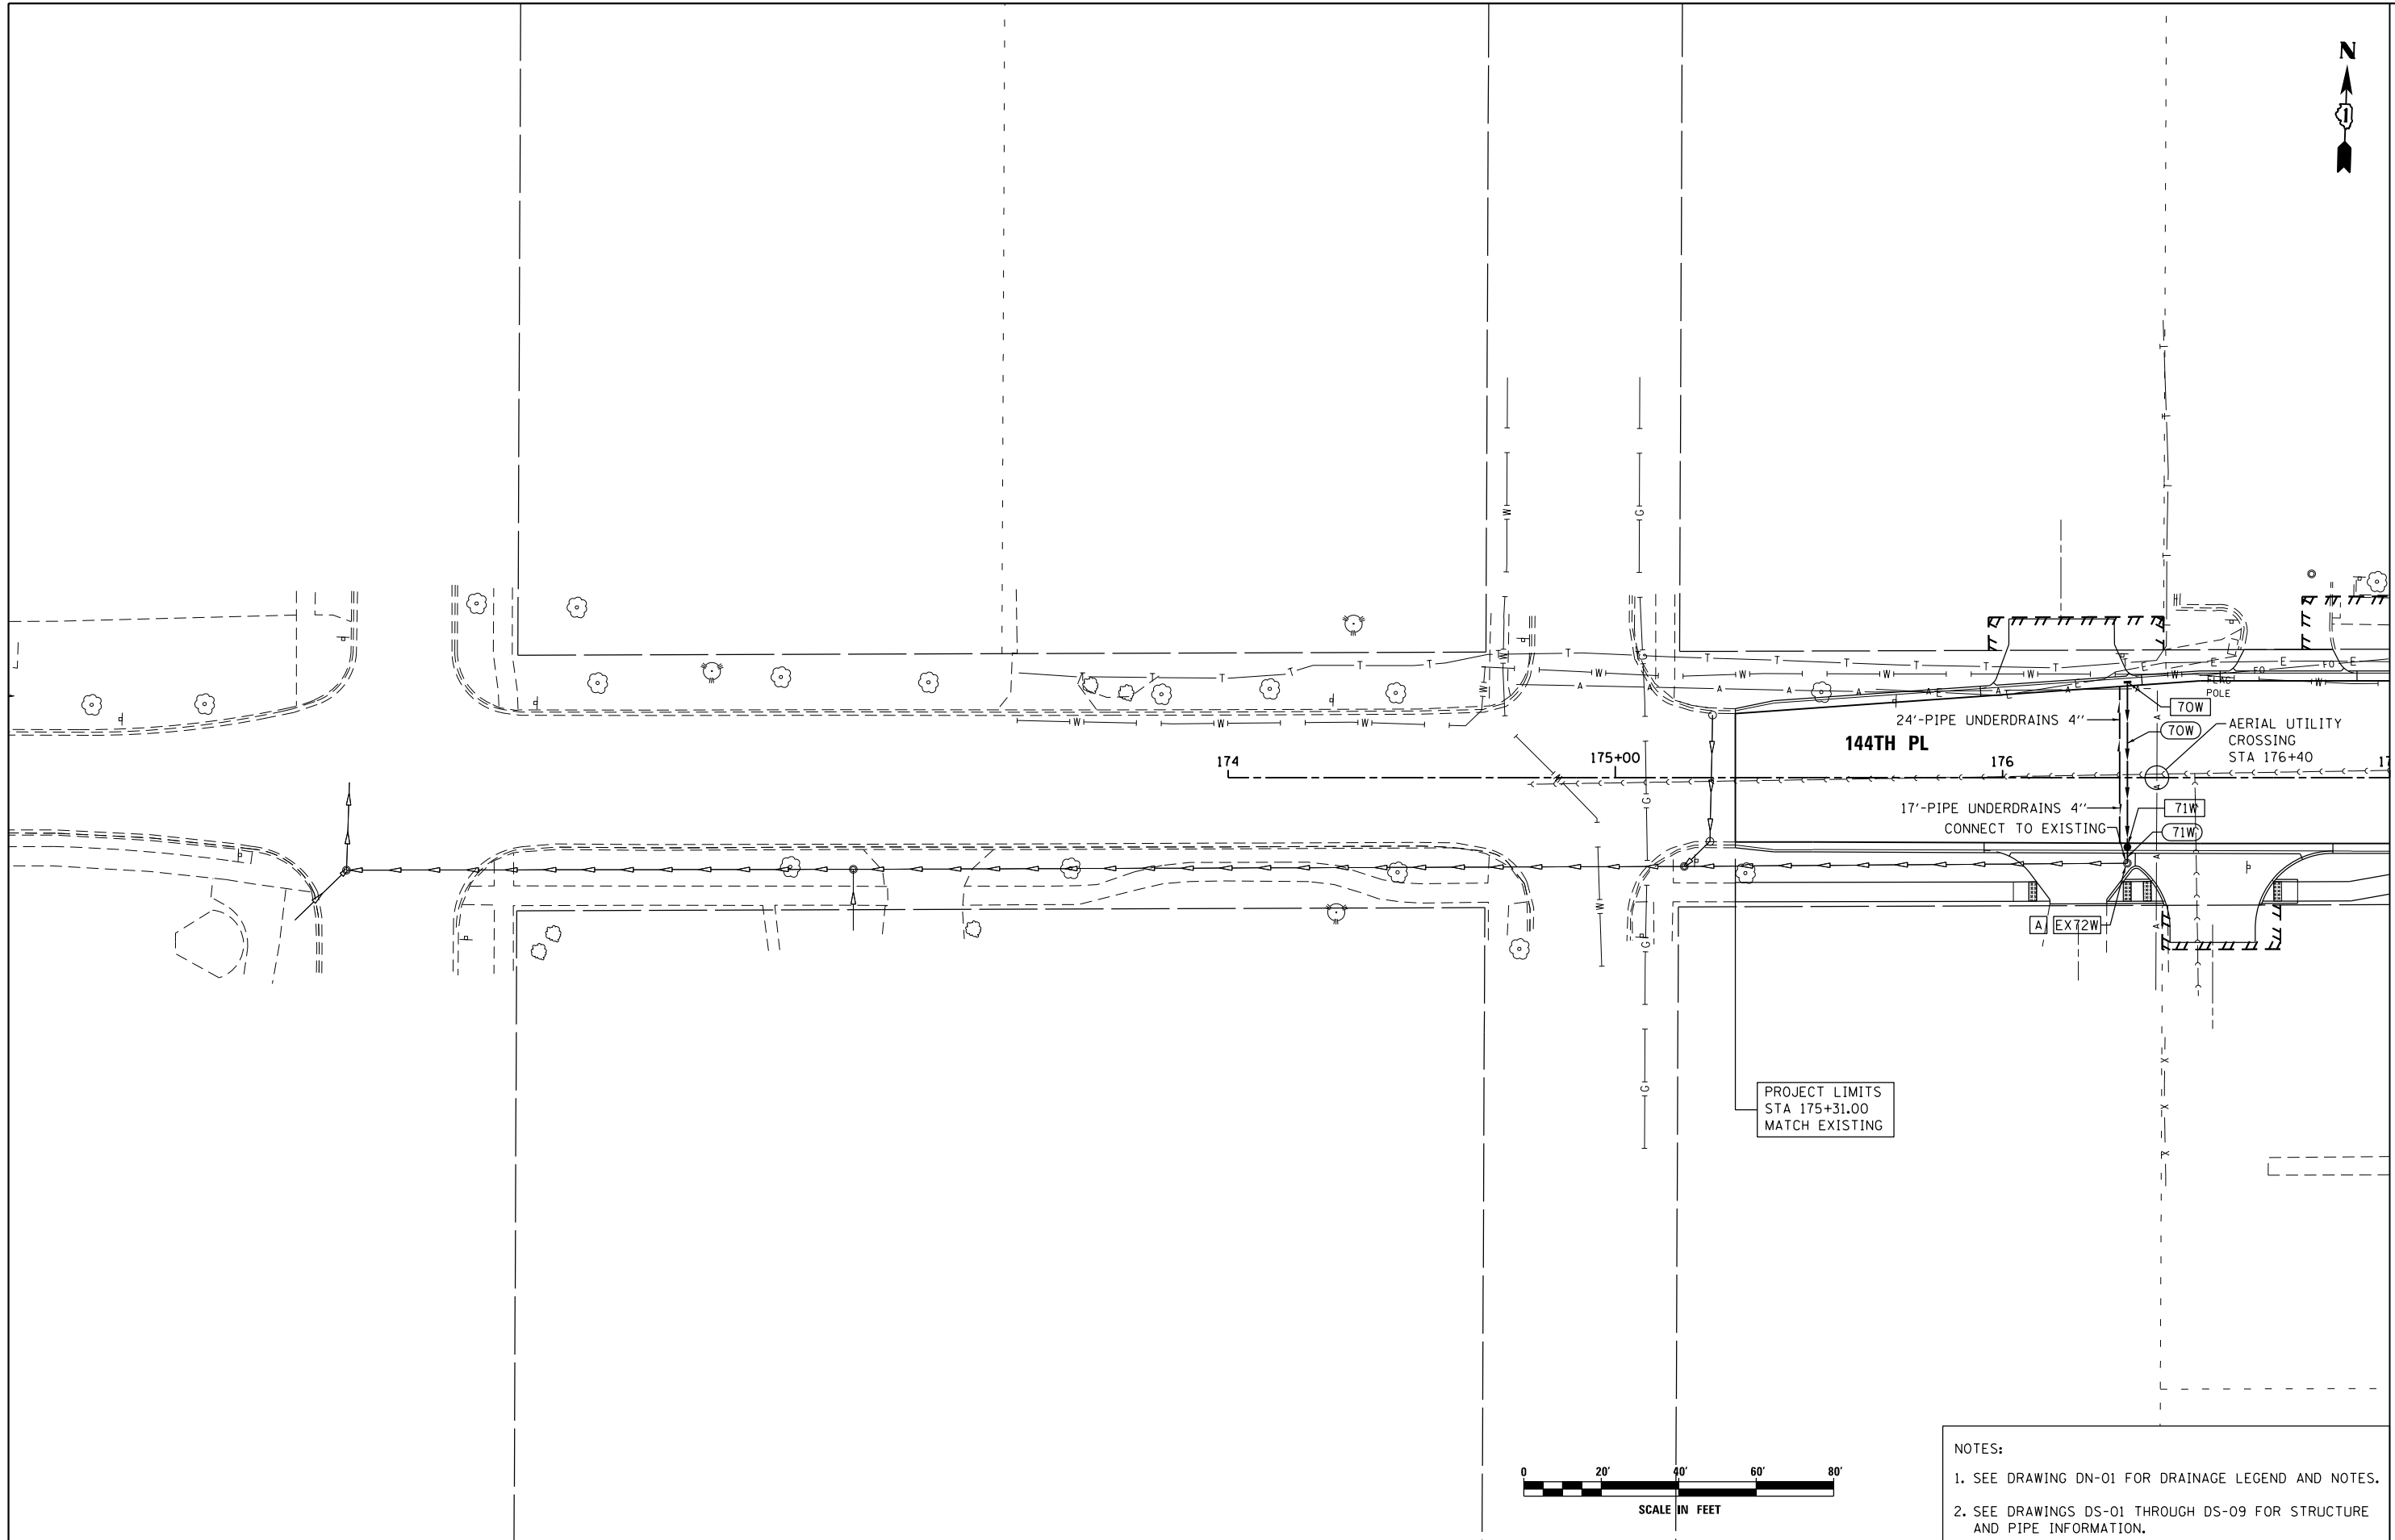 N
1
24'-PIPE UNDERDRAINS 4"
144TH PL
FLAG
POLE
70W
70W
AERIAL UTILITY
CROSSING
STA 176+40
174
175+00
176
17
17'-PIPE UNDERDRAINS 4"
CONNECT TO EXISTING
71W
71W
A
EX72W
PROJECT LIMITS
STA 175+31.00
MATCH EXISTING
0 20' 40' 60' 80'
SCALE IN FEET
NOTES:
1. SEE DRAWING DN-01 FOR DRAINAGE LEGEND AND NOTES.
2. SEE DRAWINGS DS-01 THROUGH DS-09 FOR STRUCTURE
AND PIPE INFORMATION.